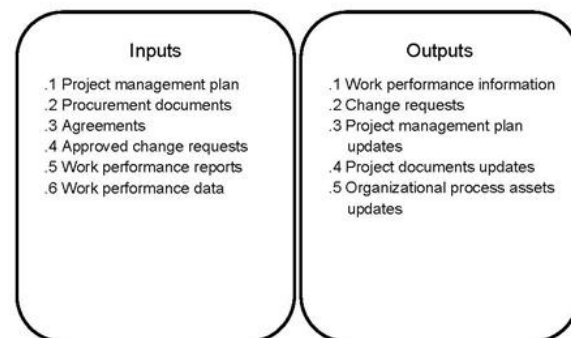 Inputs
.1 Project management plan
.2 Procurement documents
.3 Agreements
.4 Approved change requests
.5 Work performance reports
.6 Work performance data
Outputs
.1 Work performance information
.2 Change requests
.3 Project management plan
updates
.4 Project documents updates
.5 Organizational process assets
updates